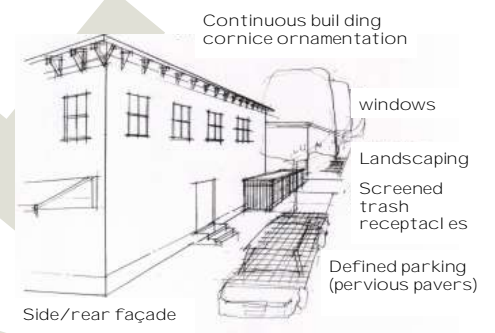 Continuous building
cornice ornamentation
windows
Landscaping
Screened
trash
receptacles
Defined parking
(pervious pavers)
Side/rear façade